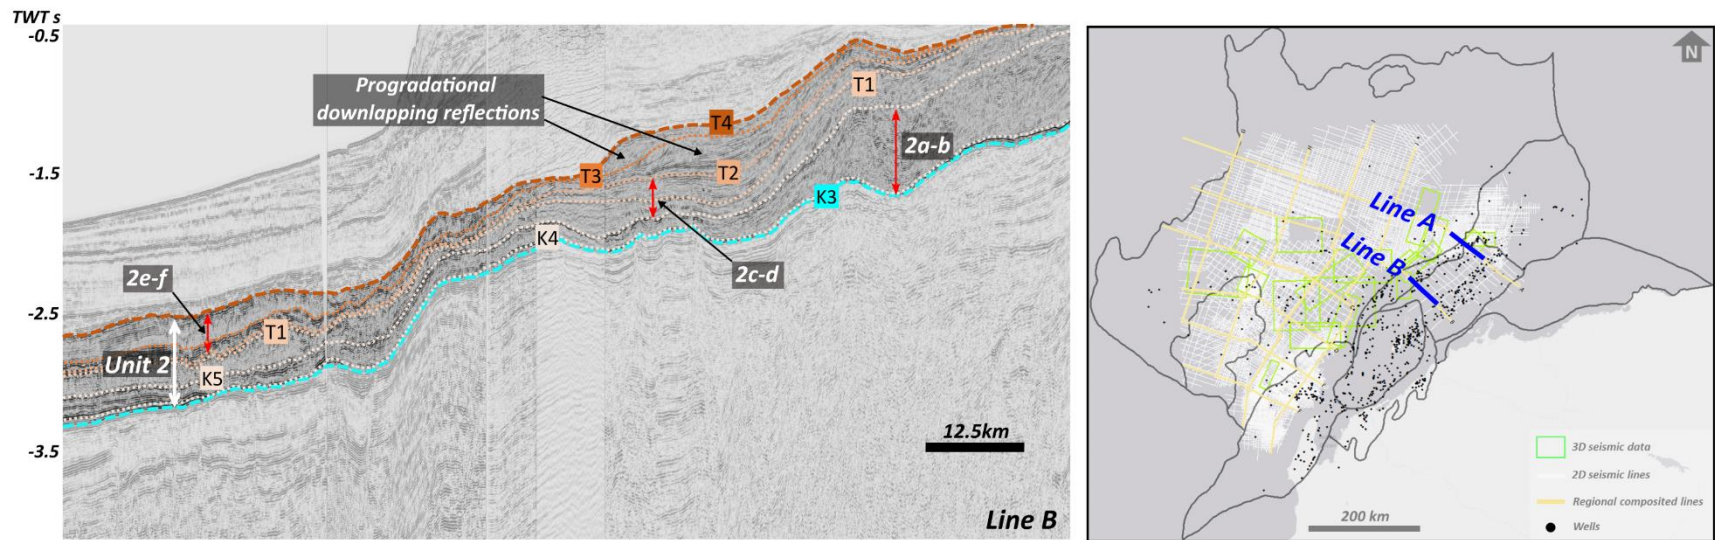 TWT s
-0.5
Progradational
downlapping reflections
T1
T4
2a-b
-1.5
T3
T2
K3
K4
2e-f
2c-d
-2.5
T1
Unit 2
K5
12.5km
-3.5
Line B
N
Line A
Line B
3D seismic data
2D seismic lines
Regional composited lines
200 km
Wells